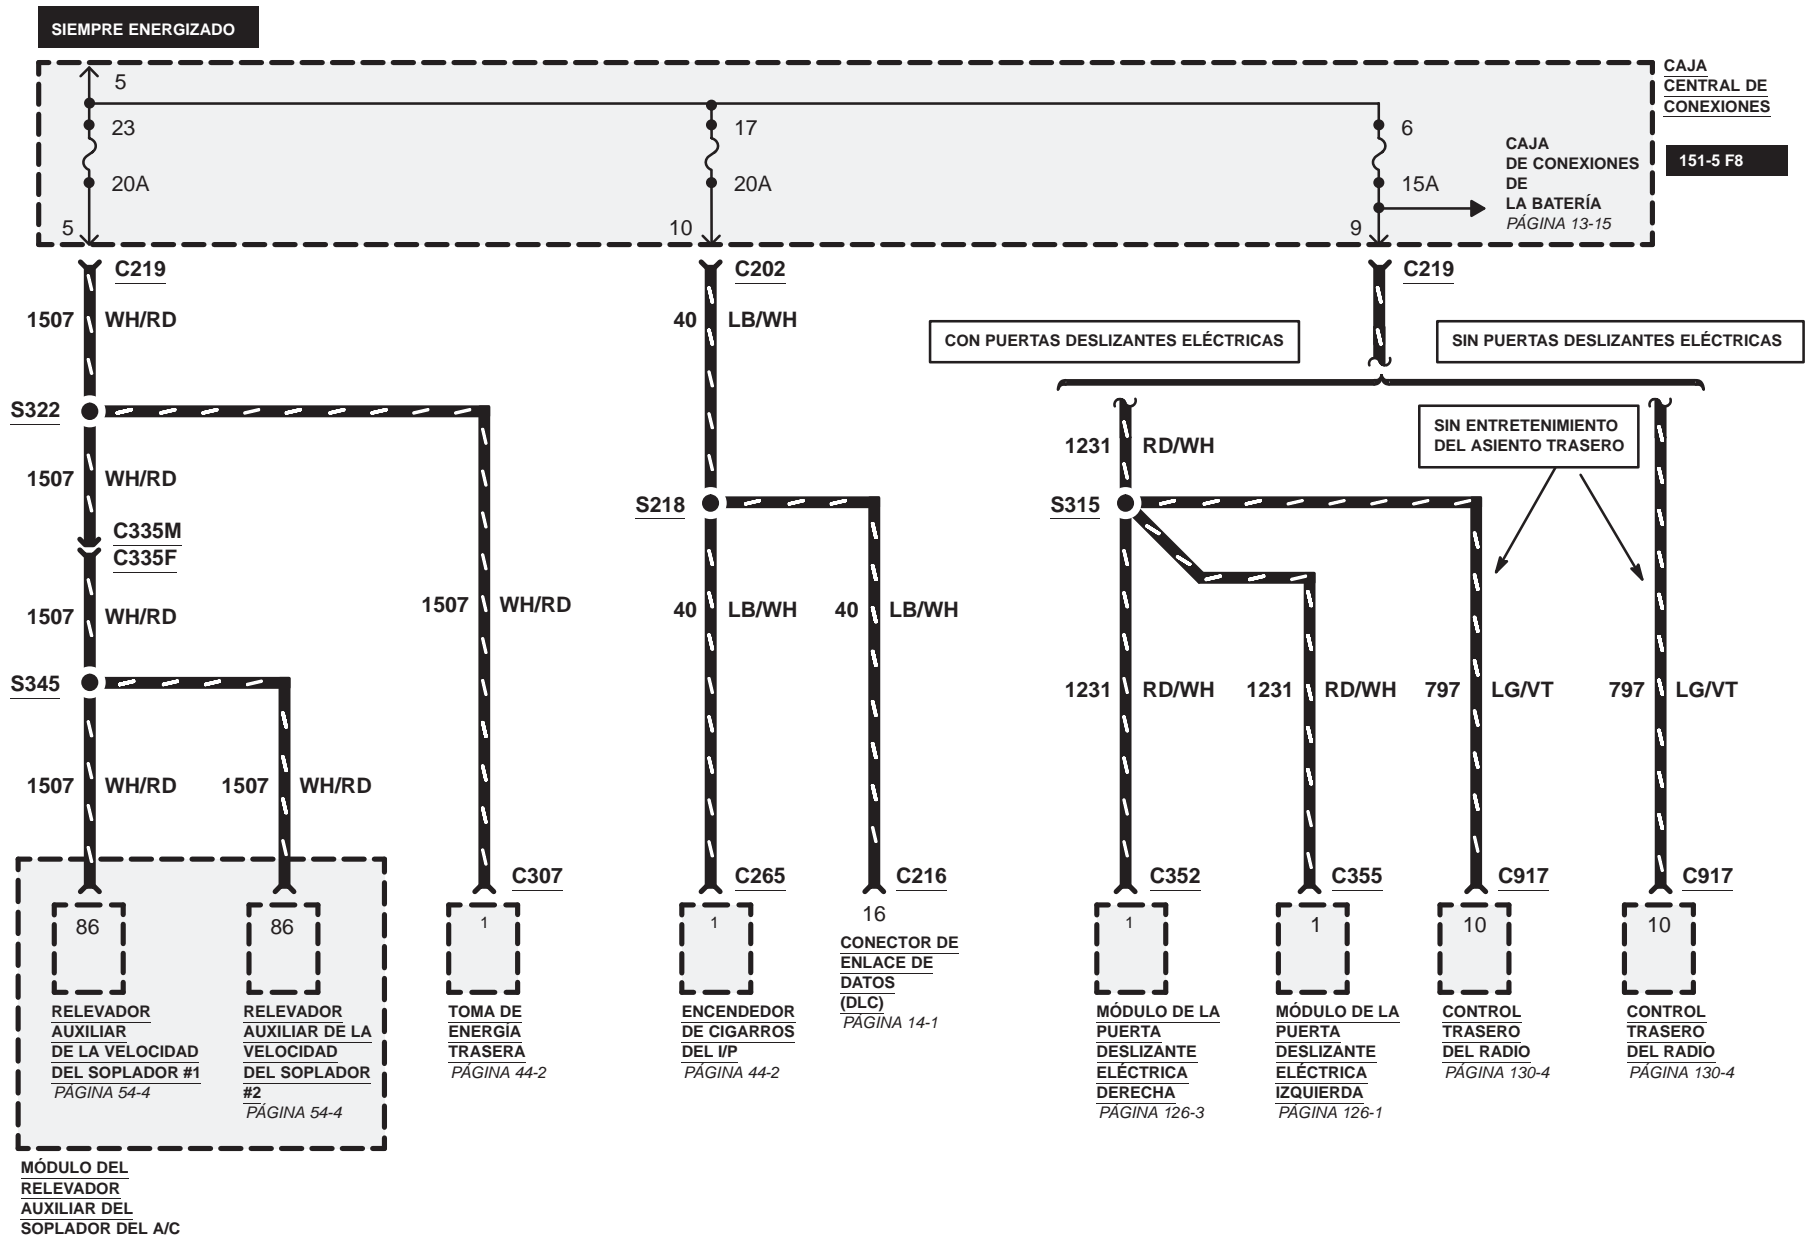 SIEMPRE ENERGIZADO
CAJA
CENTRAL DE
CONEXIONES
151-5 F8
5
23
20A
5
17
20A
10
6
15A
9
CAJA
DE CONEXIONES
DE
LA BATERÍA
PÁGINA 13-15
C219
C202
C219
1507 WH/RD
40 LB/WH
CON PUERTAS DESLIZANTES ELÉCTRICAS
SIN PUERTAS DESLIZANTES ELÉCTRICAS
S322
1507 WH/RD
C335M
C335F
1507 WH/RD
1507 WH/RD
S345
1507 WH/RD
1507 WH/RD
S218
40 LB/WH
40 LB/WH
1231 RD/WH
SIN ENTRETENIMIENTO
DEL ASIENTO TRASERO
S315
1231 RD/WH
1231 RD/WH
797 LG/VT
797 LG/VT
C307
C265
C216
C352
C355
C917
C917
86
86
1
1
16
1
1
10
10
RELEVADOR
AUXILIAR
DE LA VELOCIDAD
DEL SOPLADOR #1
PÁGINA 54-4
RELEVADOR
AUXILIAR DE LA
VELOCIDAD
DEL SOPLADOR
#2
PÁGINA 54-4
TOMA DE
ENERGÍA
TRASERA
PÁGINA 44-2
ENCENDEDOR
DE CIGARROS
DEL I/P
PÁGINA 44-2
CONECTOR DE
ENLACE DE
DATOS
(DLC)
PÁGINA 14-1
MÓDULO DE LA
PUERTA
DESLIZANTE
ELÉCTRICA
DERECHA
PÁGINA 126-3
MÓDULO DE LA
PUERTA
DESLIZANTE
ELÉCTRICA
IZQUIERDA
PÁGINA 126-1
CONTROL
TRASERO
DEL RADIO
PÁGINA 130-4
CONTROL
TRASERO
DEL RADIO
PÁGINA 130-4
MÓDULO DEL
RELEVADOR
AUXILIAR DEL
SOPLADOR DEL A/C